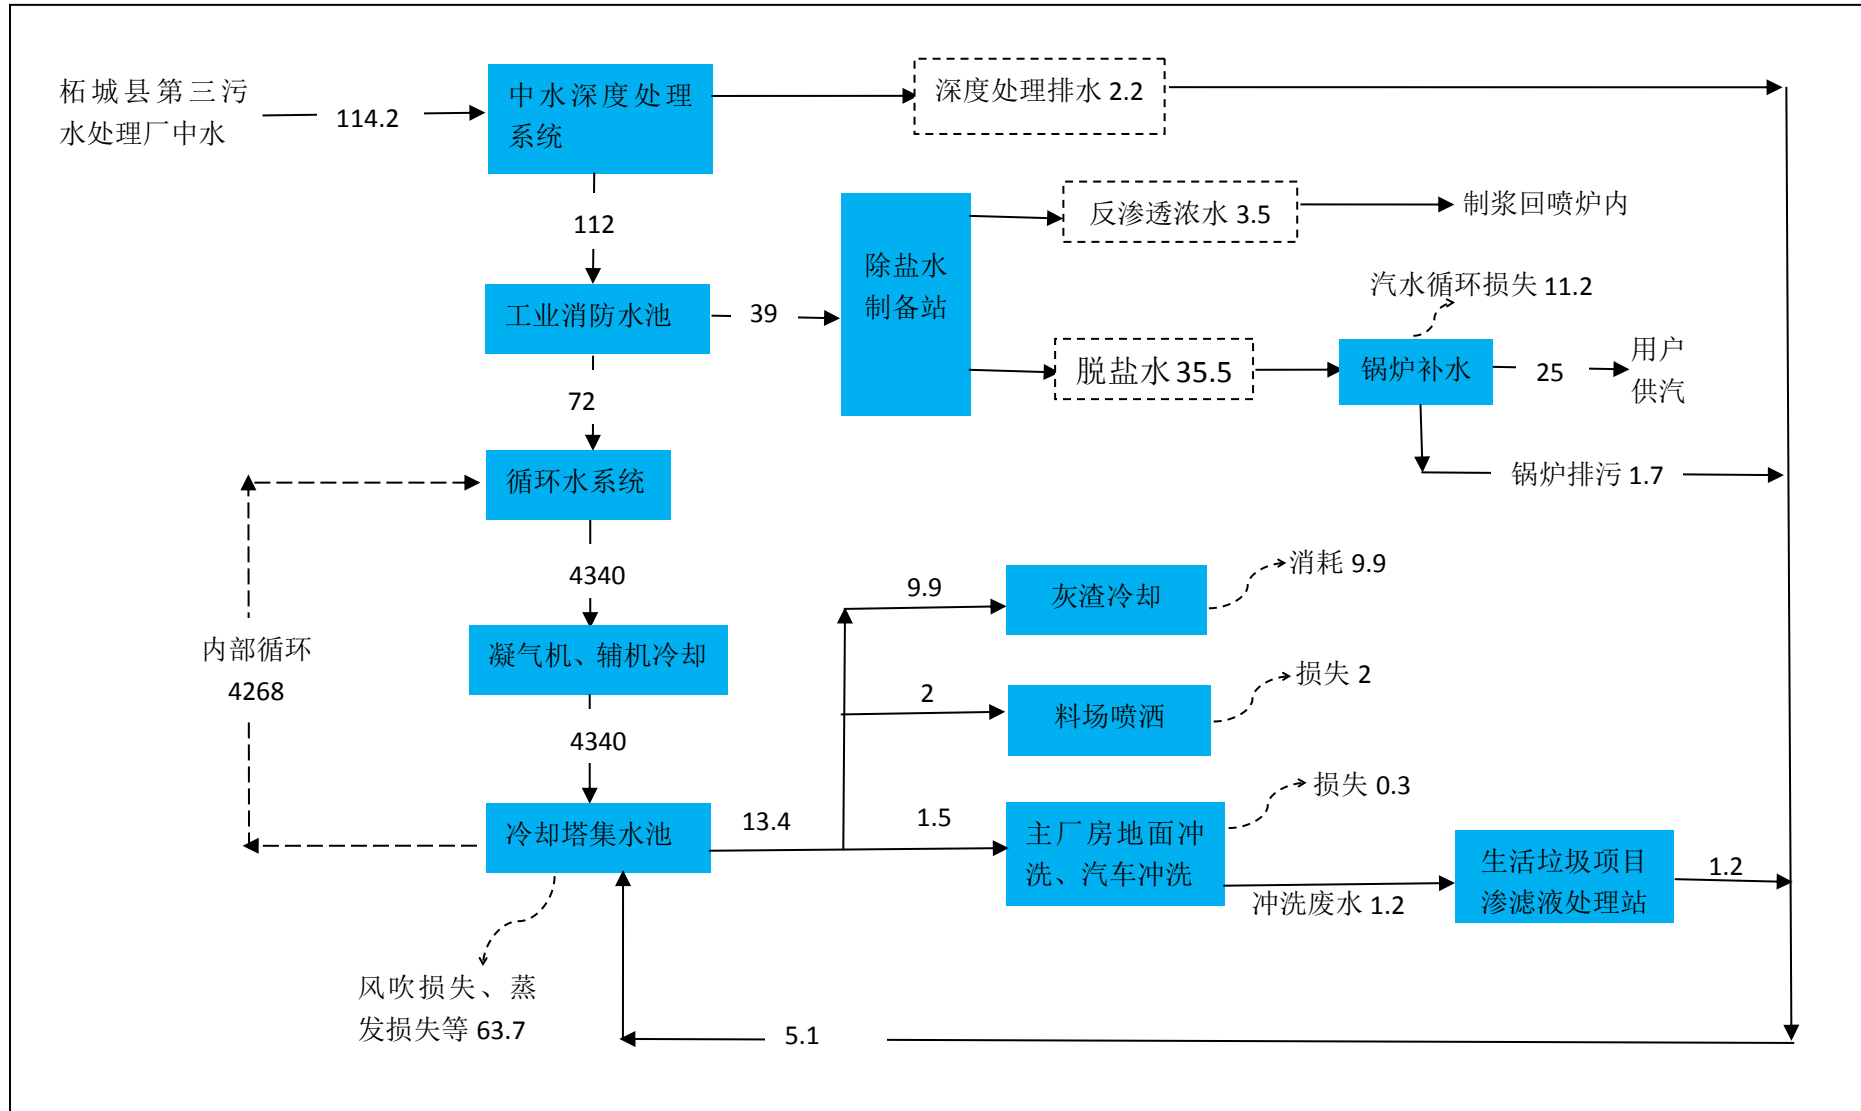 柘城县第三污
水处理厂中水
114.2
中水深度处理
系统
深度处理排水 2.2
112
除盐水
制备站
反渗透浓水 3.5
制浆回喷炉内
工业消防水池
39
汽水循环损失 11.2
脱盐水 35.5
锅炉补水
25
用户
供汽
72
循环水系统
锅炉排污 1.7
4340
9.9
灰渣冷却
消耗 9.9
内部循环
4268
凝气机、辅机冷却
2
料场喷洒
损失 2
4340
冷却塔集水池
13.4
1.5
主厂房地面冲
洗、汽车冲洗
损失 0.3
冲洗废水 1.2
生活垃圾项目
渗滤液处理站
1.2
风吹损失、蒸
发损失等 63.7
5.1